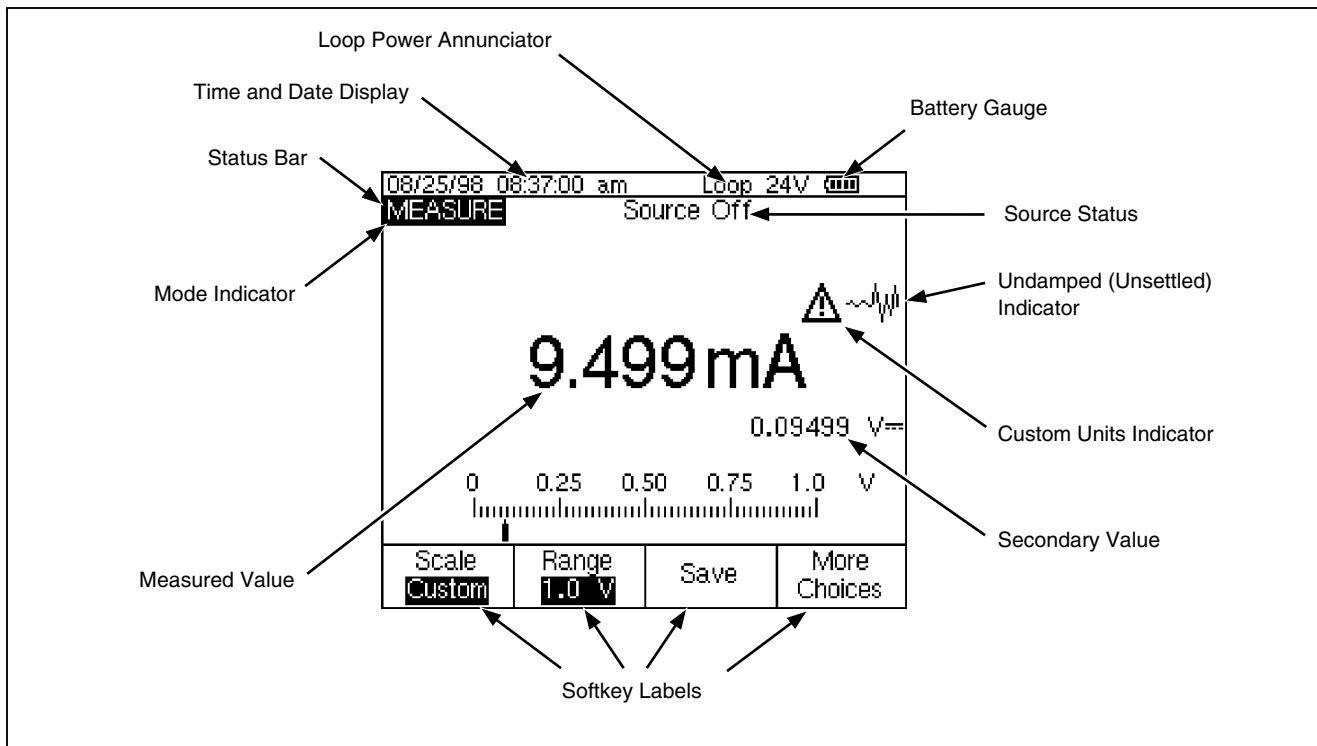 Loop Power Annunciator
Time and Date Display
Battery Gauge
Status Bar
08/25/98 08:37:00 am Loop 24V
MEASURE Source Off
Source Status
Mode Indicator
Undamped (Unsettled)
Indicator
9.499 mA
0.09499 V
Custom Units Indicator
0 0.25 0.50 0.75 1.0 V
Secondary Value
Measured Value
Scale
Custom
Range
1.0 V
Save
More
Choices
Softkey Labels